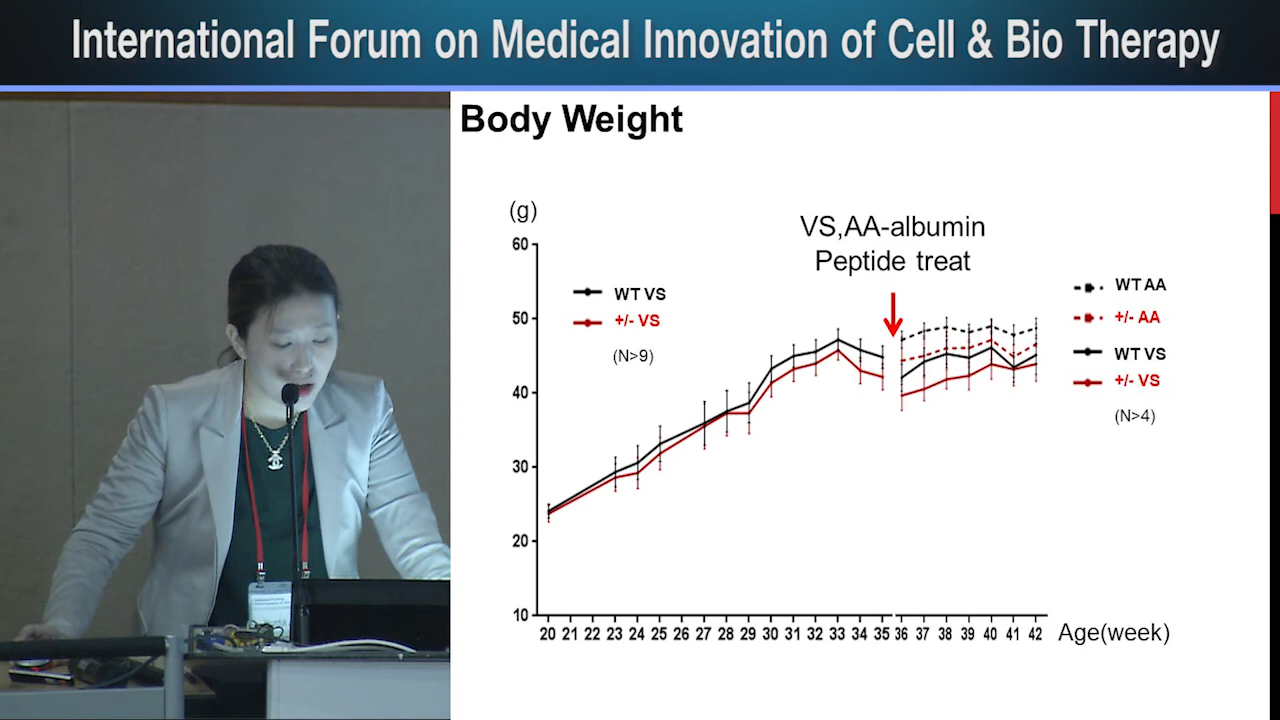 International Forum on Medical Innovation of Cell & Bio Therapy
Body Weight
(g)
VS,AA-albumin
Peptide treat
60
50
40
30
20
10
WT VS
+/- VS
(N>9)
WT AA
+/- AA
WT VS
+/- VS
(N>4)
20 21 22 23 24 25 26 27 28 29 30 31 32 33 34 35 36 37 38 39 40 41 42
Age(week)